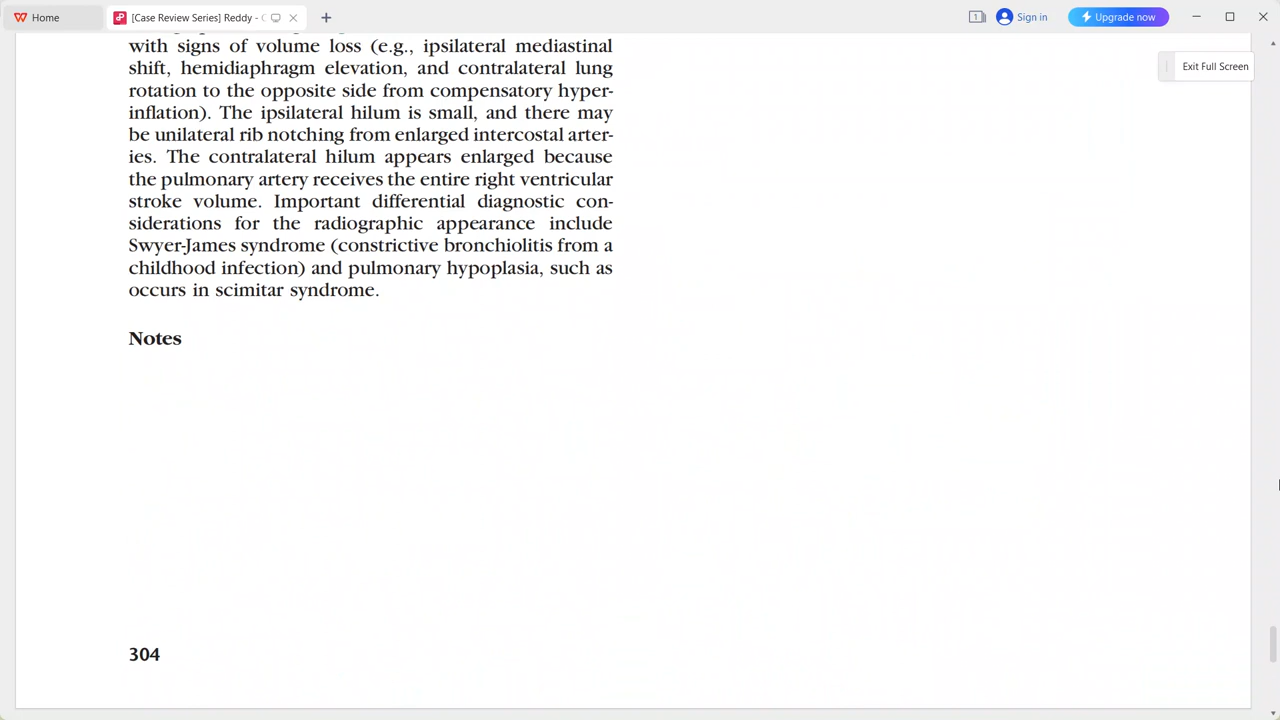 Home
[Case Review Series] Reddy -
1
Sign in
Upgrade now
Exit Full Screen
with signs of volume loss (e.g., ipsilateral mediastinal
shift, hemidiaphragm elevation, and contralateral lung
rotation to the opposite side from compensatory hyper-
inflation). The ipsilateral hilum is small, and there may
be unilateral rib notching from enlarged intercostal arter-
ies. The contralateral hilum appears enlarged because
the pulmonary artery receives the entire right ventricular
stroke volume. Important differential diagnostic con-
siderations for the radiographic appearance include
Swyer-James syndrome (constrictive bronchiolitis from a
childhood infection) and pulmonary hypoplasia, such as
occurs in scimitar syndrome.
Notes
304